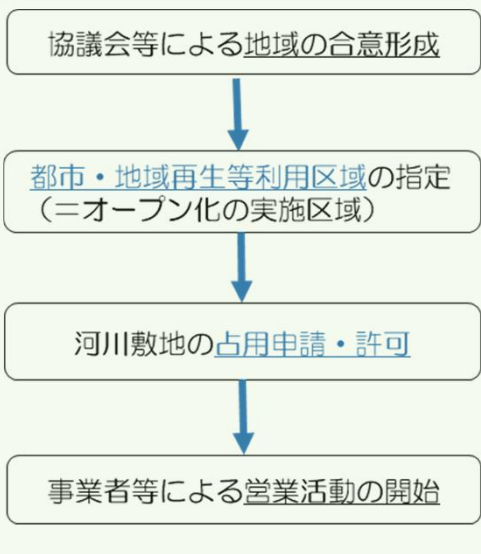 協議会等による地域の合意形成
都市・地域再生等利用区域の指定
（＝オープン化の実施区域）
河川敷地の占用申請・許可
事業者等による営業活動の開始